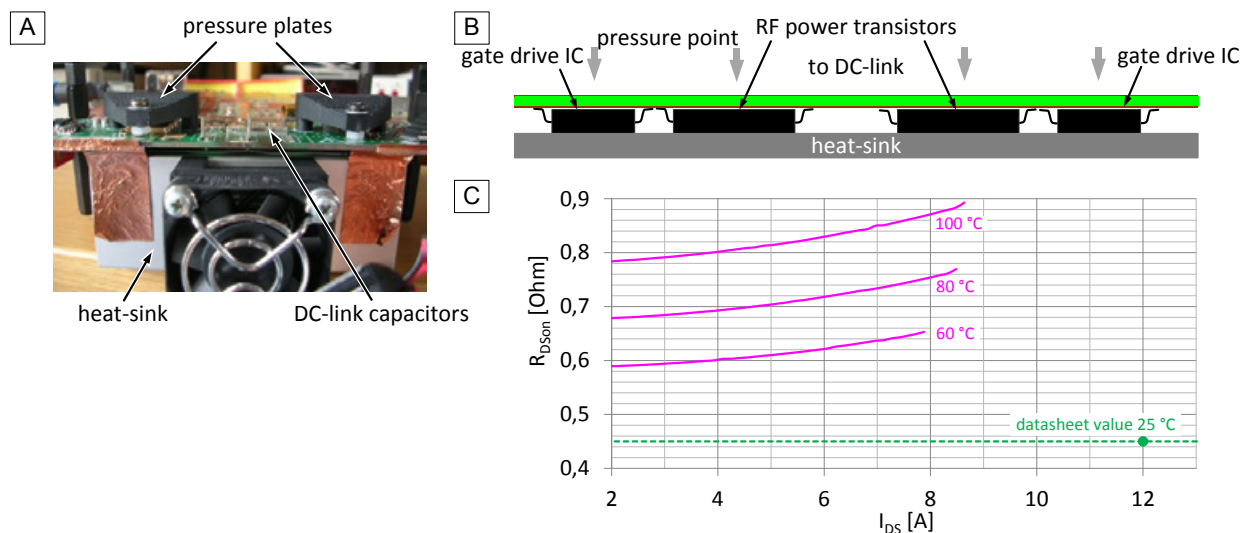 A
pressure plates
heat-sink
DC-link capacitors
B
pressure point
RF power transistors
gate drive IC
to DC-link
gate drive IC
heat-sink
C
R_DSon [Ohm]
0,9
0,8
0,7
0,6
0,5
0,4
100 °C
80 °C
60 °C
datasheet value 25 °C
2
4
6
8
10
12
I_DS [A]